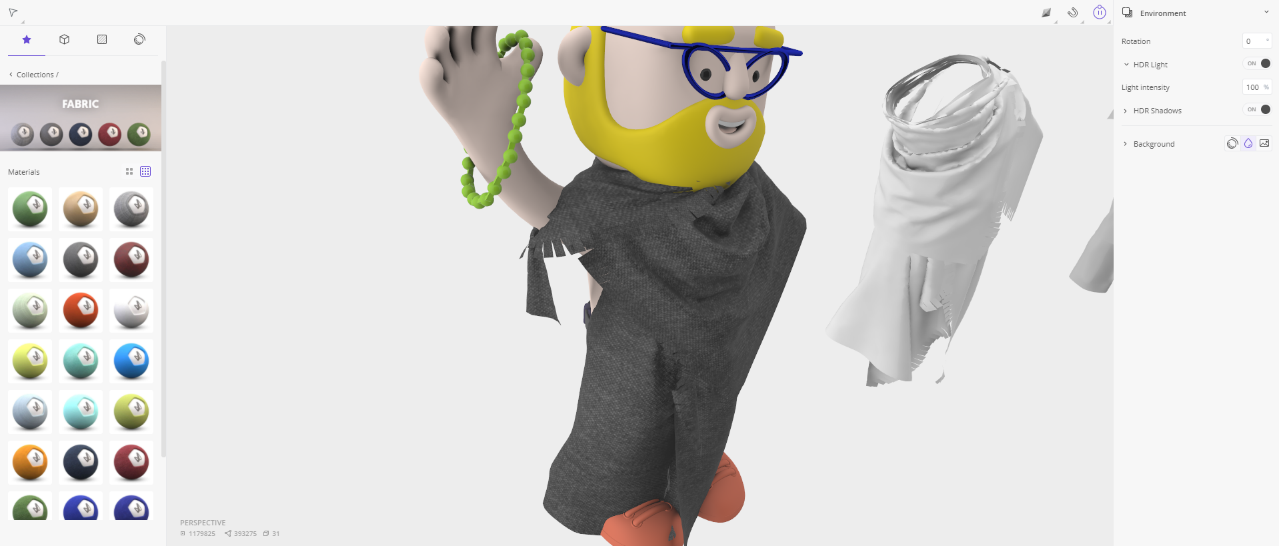 Environment
Collections /
FABRIC
Materials
Rotation
0 °
HDR Light
ON
Light intensity
100 %
HDR Shadows
ON
Background
PERSPECTIVE
1179825 393275 31